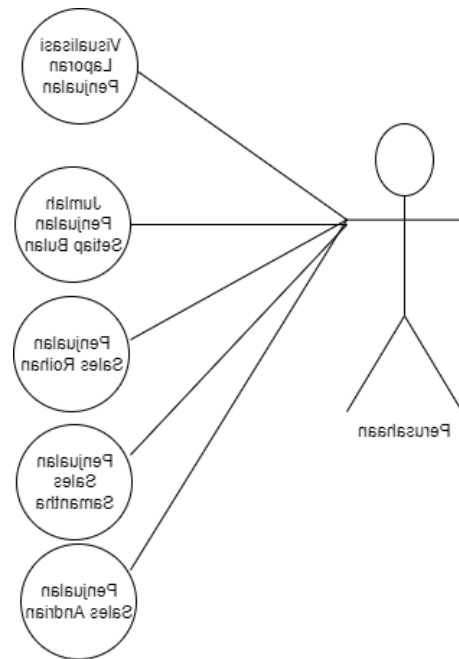 Visualisasi
Laporan
Penjualan
Jumlah
Penjualan
Setiap Bulan
Penjualan
Sales Roihan
Penjualan
Sales
Samantha
Penjualan
Sales Andrian
Perusahaan